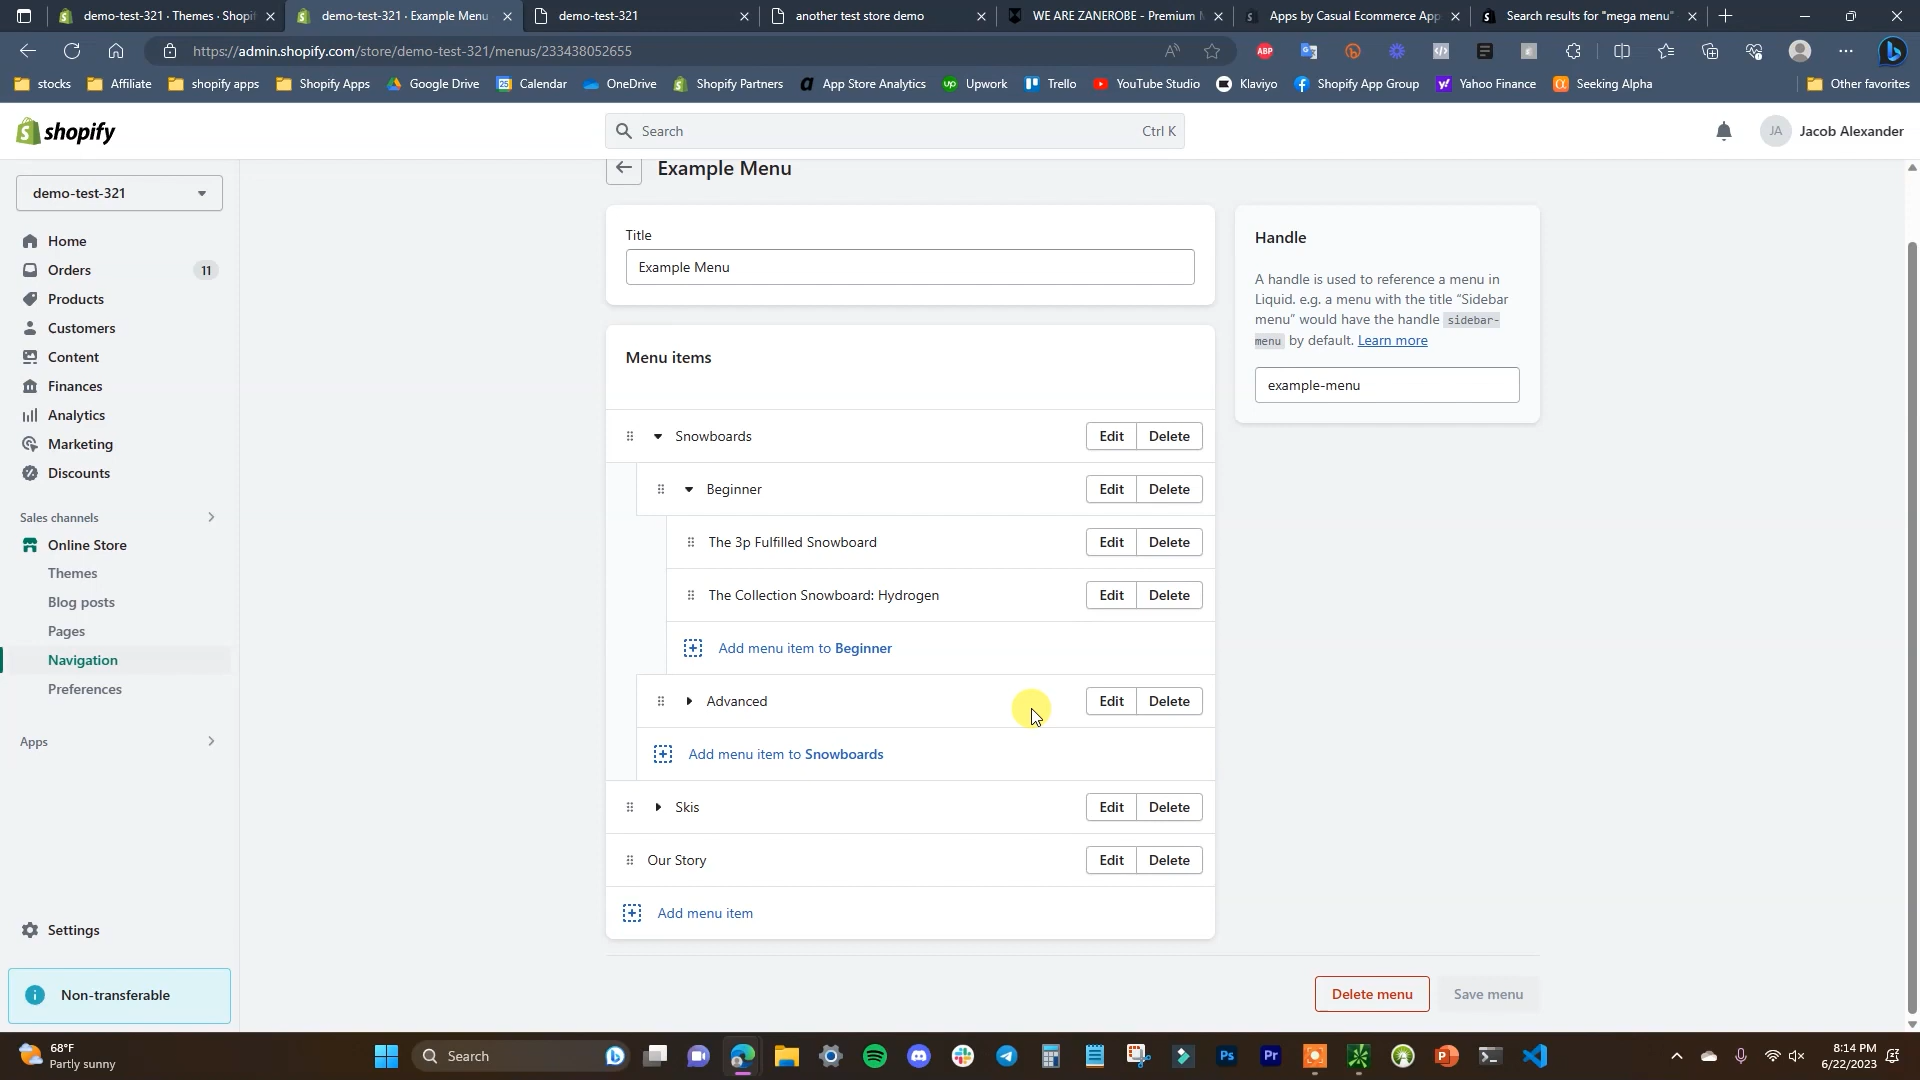 demo-test-321 · Themes · Shopif
demo-test-321 · Example Menu
demo-test-321
another test store demo
WE ARE ZANEROBE - Premium
Apps by Casual Ecommerce App
Search results for "mega menu"
https://admin.shopify.com/store/demo-test-321/menus/233438052655
stocks
Affiliate
shopify apps
Shopify Apps
Google Drive
Calendar
OneDrive
Shopify Partners
App Store Analytics
Upwork
Trello
YouTube Studio
Klaviyo
Shopify App Group
Yahoo Finance
Seeking Alpha
Other favorites
shopify
Search
Ctrl K
JA
Jacob Alexander
demo-test-321
Home
Orders
11
Products
Customers
Content
Finances
Analytics
Marketing
Discounts
Sales channels
Online Store
Themes
Blog posts
Pages
Navigation
Preferences
Apps
Settings
Non-transferable
Example Menu
Title
Example Menu
Menu items
Snowboards
Edit
Delete
Beginner
Edit
Delete
The 3p Fulfilled Snowboard
Edit
Delete
The Collection Snowboard: Hydrogen
Edit
Delete
Add menu item to Beginner
Advanced
Edit
Delete
Add menu item to Snowboards
Skis
Edit
Delete
Our Story
Edit
Delete
Add menu item
Handle
A handle is used to reference a menu in
Liquid. e.g. a menu with the title "Sidebar
menu" would have the handle sidebar-
menu by default. Learn more
example-menu
Delete menu
Save menu
68°F
Partly sunny
Search
8:14 PM
6/22/2023